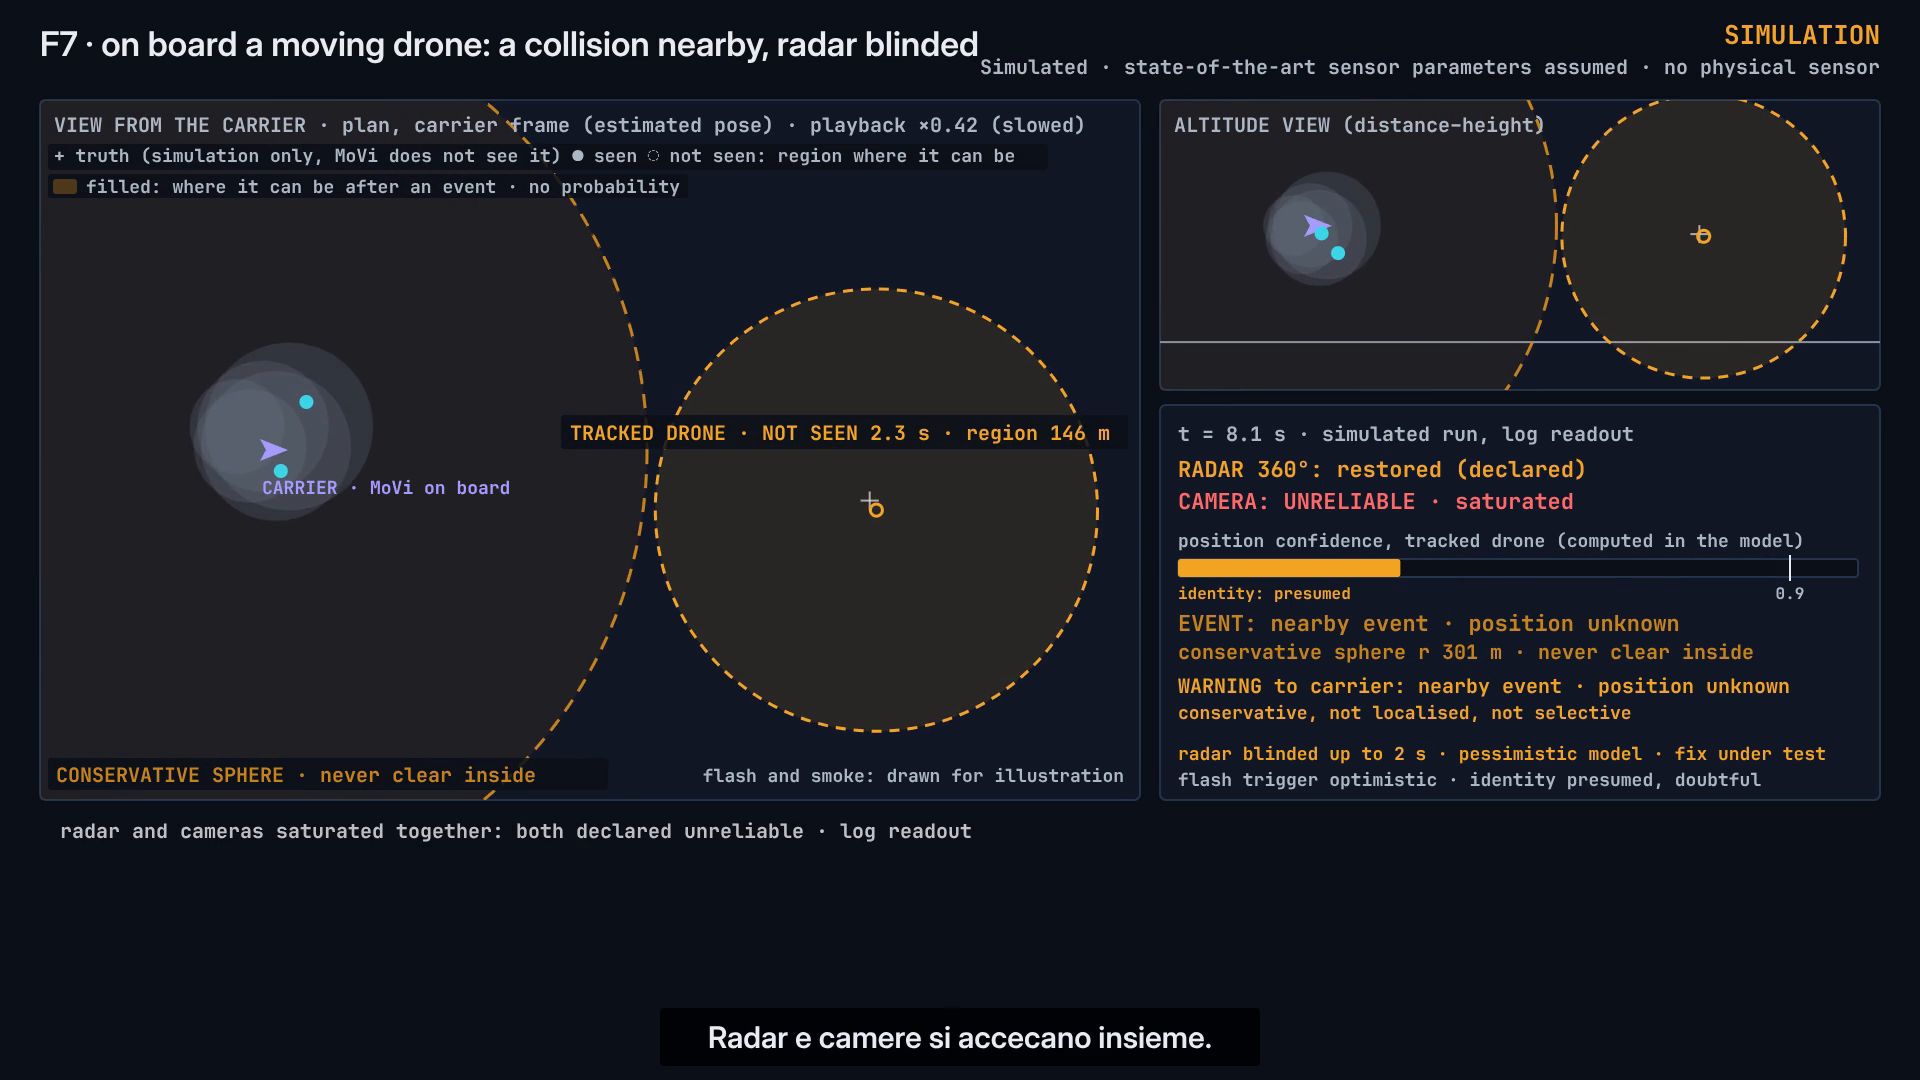 F7 · on board a moving drone: a collision nearby, radar blinded
SIMULATION
Simulated · state-of-the-art sensor parameters assumed · no physical sensor
VIEW FROM THE CARRIER · plan, carrier frame (estimated pose) · playback ×0.42 (slowed)
+ truth (simulation only, MoVi does not see it) ● seen ◌ not seen: region where it can be
filled: where it can be after an event · no probability
TRACKED DRONE · NOT SEEN 2.3 s · region 146 m
CARRIER · MoVi on board
CONSERVATIVE SPHERE · never clear inside
flash and smoke: drawn for illustration
ALTITUDE VIEW (distance-height)
t = 8.1 s · simulated run, log readout
RADAR 360°: restored (declared)
CAMERA: UNRELIABLE · saturated
position confidence, tracked drone (computed in the model)
identity: presumed
0.9
EVENT: nearby event · position unknown
conservative sphere r 301 m · never clear inside
WARNING to carrier: nearby event · position unknown
conservative, not localised, not selective
radar blinded up to 2 s · pessimistic model · fix under test
flash trigger optimistic · identity presumed, doubtful
radar and cameras saturated together: both declared unreliable · log readout
Radar e camere si accecano insieme.